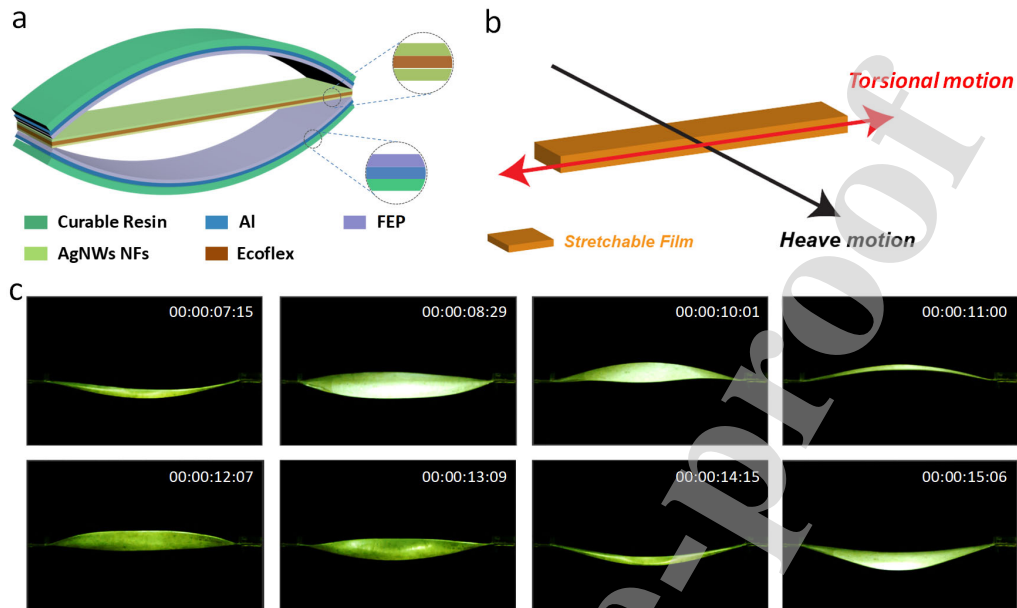 a
Curable Resin
Al
FEP
AgNWs NFs
Ecoflex
b
Torsional motion
Stretchable Film
Heave motion
c
00:00:07:15
00:00:08:29
00:00:10:01
00:00:11:00
00:00:12:07
00:00:13:09
00:00:14:15
00:00:15:06
e-proof